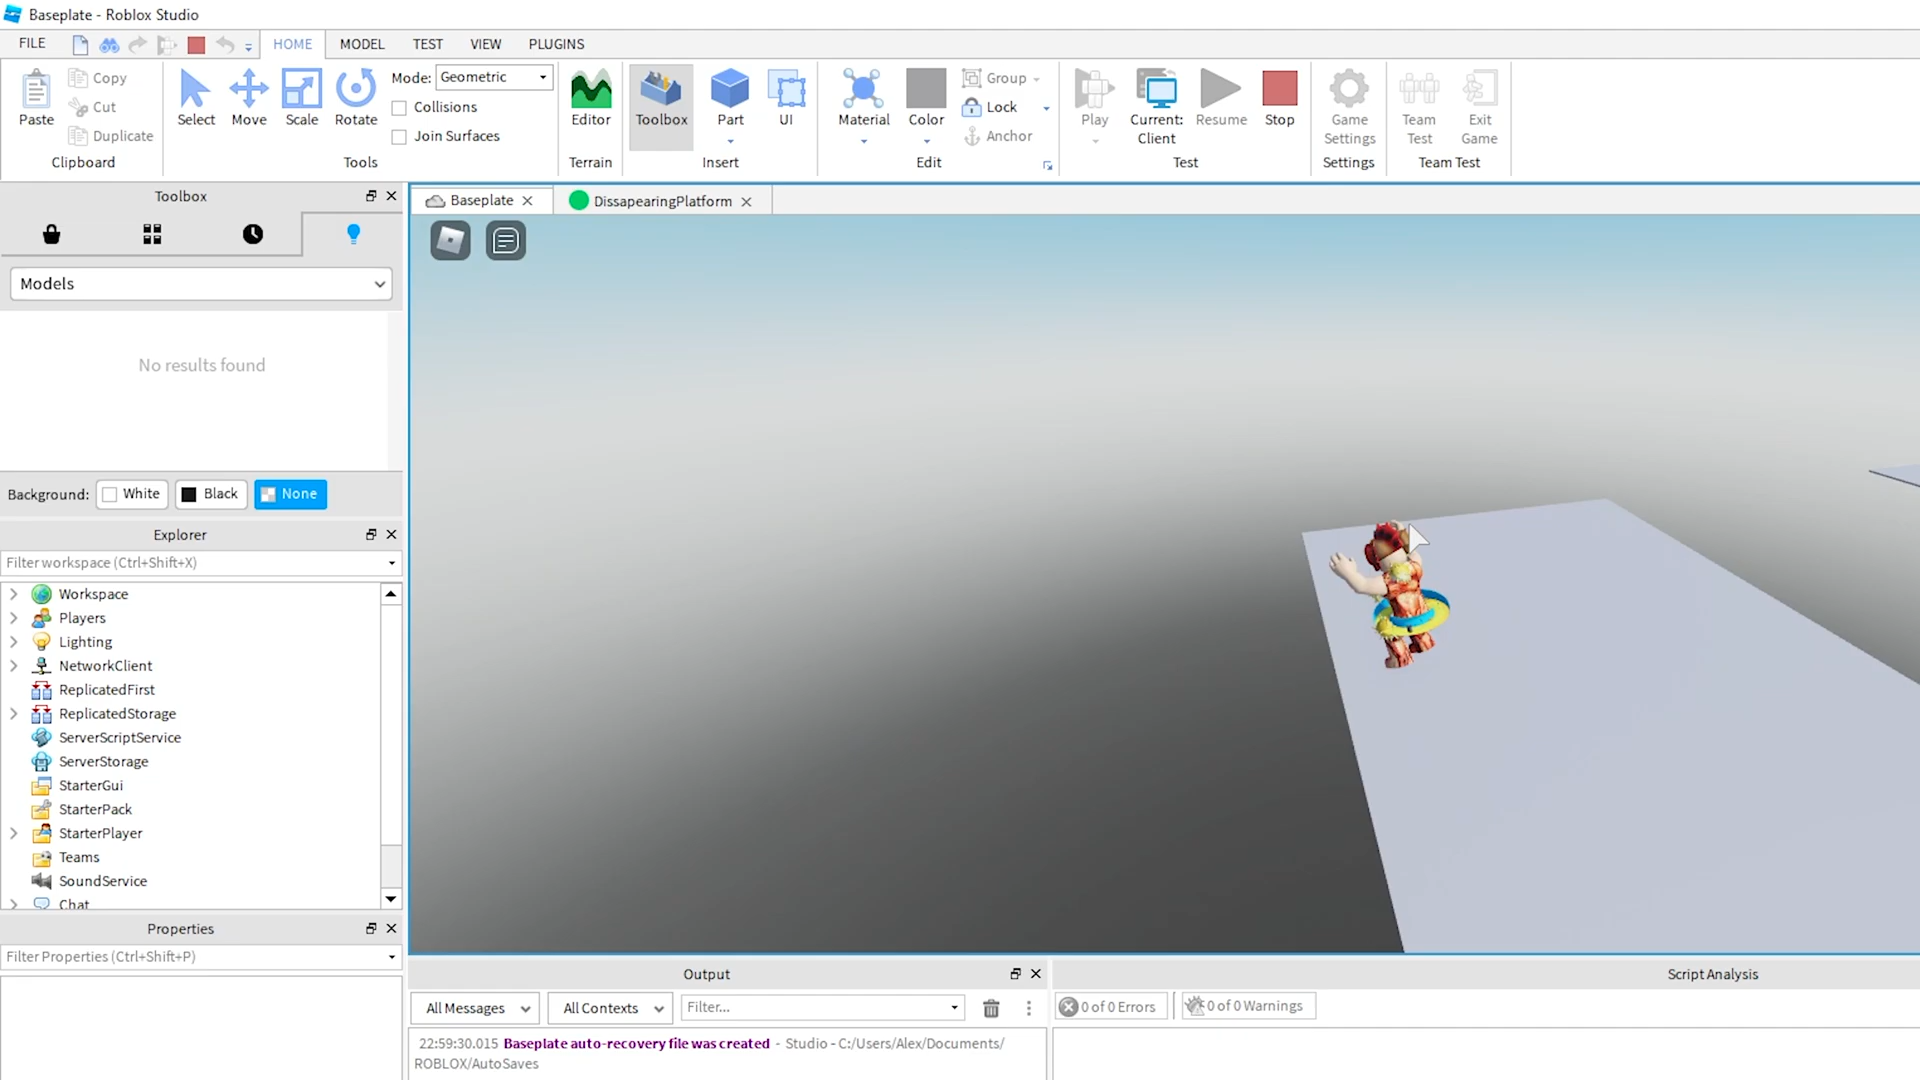 Baseplate - Roblox Studio
FILE HOME MODEL TEST VIEW PLUGINS
Paste Copy Cut Duplicate Clipboard
Select Move Scale Rotate Mode: Geometric Collisions Join Surfaces Tools
Editor Terrain
Toolbox Part UI Insert
Material Color Group Lock Anchor Edit
Play Current: Client Resume Stop Test
Game Settings Settings
Team Test Exit Game Team Test
Toolbox
Models
No results found
Background: White Black None
Explorer
Filter workspace (Ctrl+Shift+X)
Workspace
Players
Lighting
NetworkClient
ReplicatedFirst
ReplicatedStorage
ServerScriptService
ServerStorage
StarterGui
StarterPack
StarterPlayer
Teams
SoundService
Chat
Properties
Filter Properties (Ctrl+Shift+P)
Baseplate DissapearingPlatform
Output
All Messages All Contexts Filter...
22:59:30.015 Baseplate auto-recovery file was created - Studio - C:/Users/Alex/Documents/
ROBLOX/AutoSaves
Script Analysis
0 of 0 Errors 0 of 0 Warnings